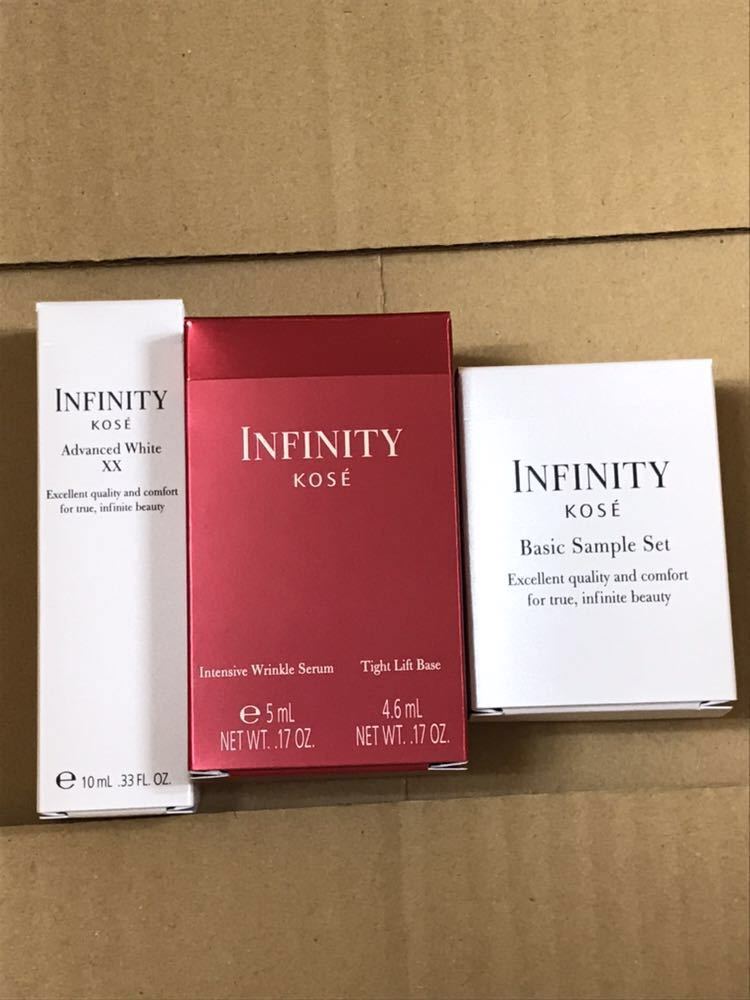 INFINITY
KOSÉ
Advanced White
XX
Excellent quality and comfort
for true, infinite beauty
℮ 10 mL .33 FL. OZ.
INFINITY
KOSÉ
Intensive Wrinkle Serum
℮ 5 mL
NET WT. .17 OZ.
Tight Lift Base
4.6 mL
NET WT. .17 OZ.
INFINITY
KOSÉ
Basic Sample Set
Excellent quality and comfort
for true, infinite beauty